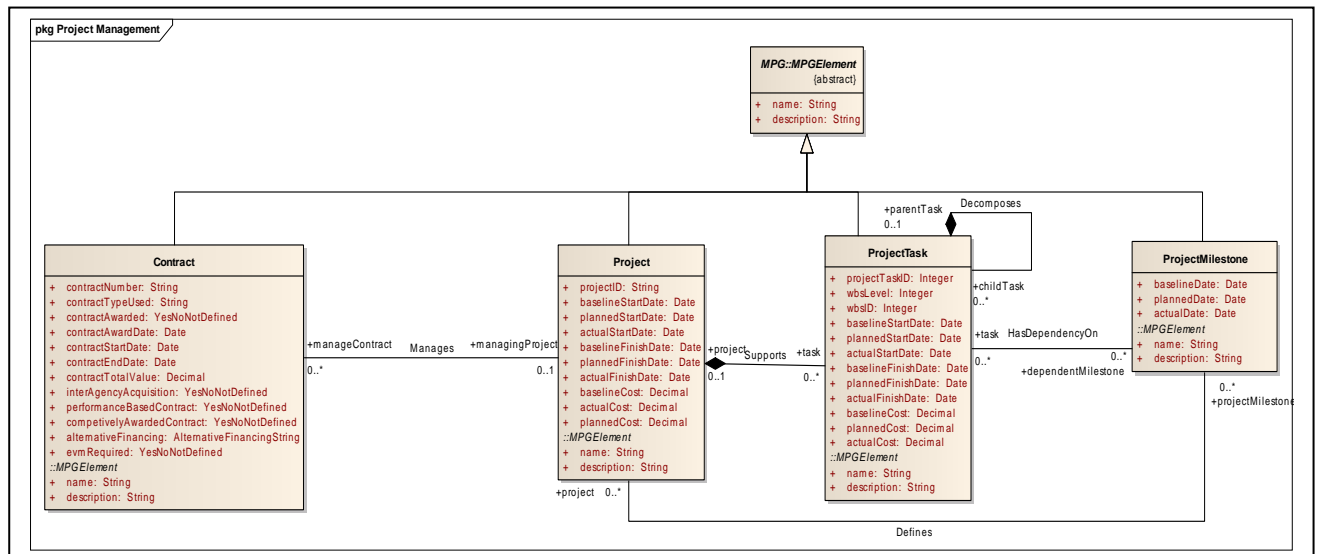 pkg Project Management
MPG::MPGElement
{abstract}
+ name: String
+ description: String
Contract
+ contractNumber: String
+ contractTypeUsed: String
+ contractAwarded: YesNoNotDefined
+ contractAwardDate: Date
+ contractStartDate: Date
+ contractEndDate: Date
+ contractTotalValue: Decimal
+ interAgencyAcquisition: YesNoNotDefined
+ performanceBasedContract: YesNoNotDefined
+ competivelyAwardedContract: YesNoNotDefined
+ alternativeFinancing: AlternativeFinancingString
+ evmRequired: YesNoNotDefined
::MPGElement
+ name: String
+ description: String
+manageContract
0..*
Manages
+managingProject
0..1
Project
+ projectID: String
+ baselineStartDate: Date
+ plannedStartDate: Date
+ actualStartDate: Date
+ baselineFinishDate: Date
+ plannedFinishDate: Date
+ actualFinishDate: Date
+ baselineCost: Decimal
+ actualCost: Decimal
+ plannedCost: Decimal
::MPGElement
+ name: String
+ description: String
+project 0..*
+project
0..1
Supports
+task
0..*
+parentTask
0..1
Decomposes
+childTask
0..*
ProjectTask
+ projectTaskID: Integer
+ wbsLevel: Integer
+ wbsID: Integer
+ baselineStartDate: Date
+ plannedStartDate: Date
+ actualStartDate: Date
+ baselineFinishDate: Date
+ plannedFinishDate: Date
+ actualFinishDate: Date
+ baselineCost: Decimal
+ plannedCost: Decimal
+ actualCost: Decimal
::MPGElement
+ name: String
+ description: String
+task HasDependencyOn
0..*
0..*
+dependentMilestone
ProjectMilestone
+ baselineDate: Date
+ plannedDate: Date
+ actualDate: Date
::MPGElement
+ name: String
+ description: String
0..*
+projectMilestone
Defines